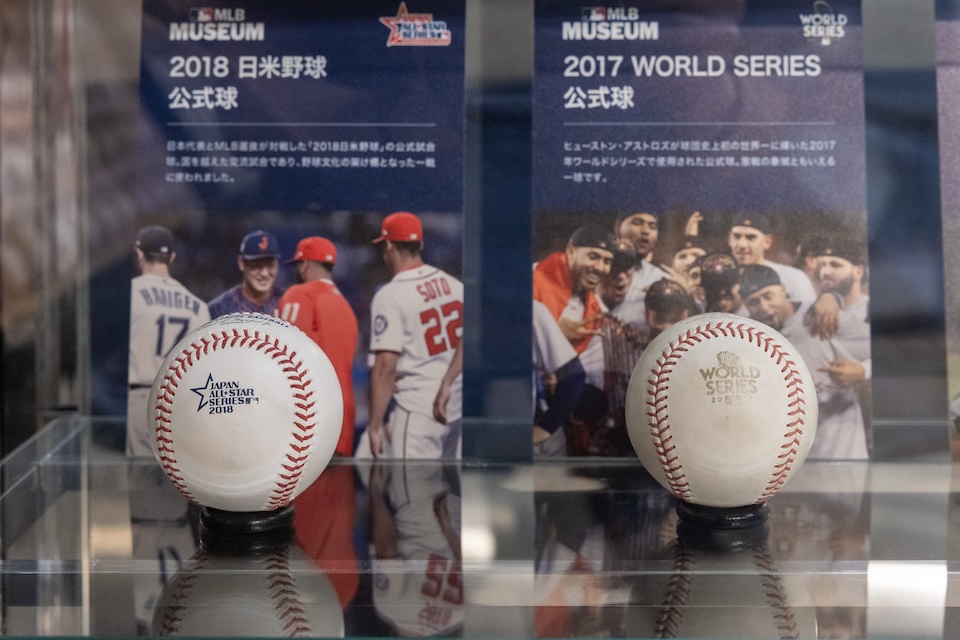 MLB
MUSEUM
JAPAN
ALL-STAR
SERIES
2018 日米野球
公式球
日本代表とMLB選抜が対戦した「2018日米野球」の公式試合
球。国を超えた交流試合であり、野球文化の架け橋となった一戦
に使われました。
HANIGER
17
J
SOTO
22
JAPAN
ALL★STAR
SERIES
2018
MLB
MUSEUM
WORLD
SERIES
2017 WORLD SERIES
公式球
ヒューストン・アストロズが球団史上初の世界一に輝いた2017
年ワールドシリーズで使用された公式球。激戦の象徴ともいえる
一球です。
WORLD
SERIES